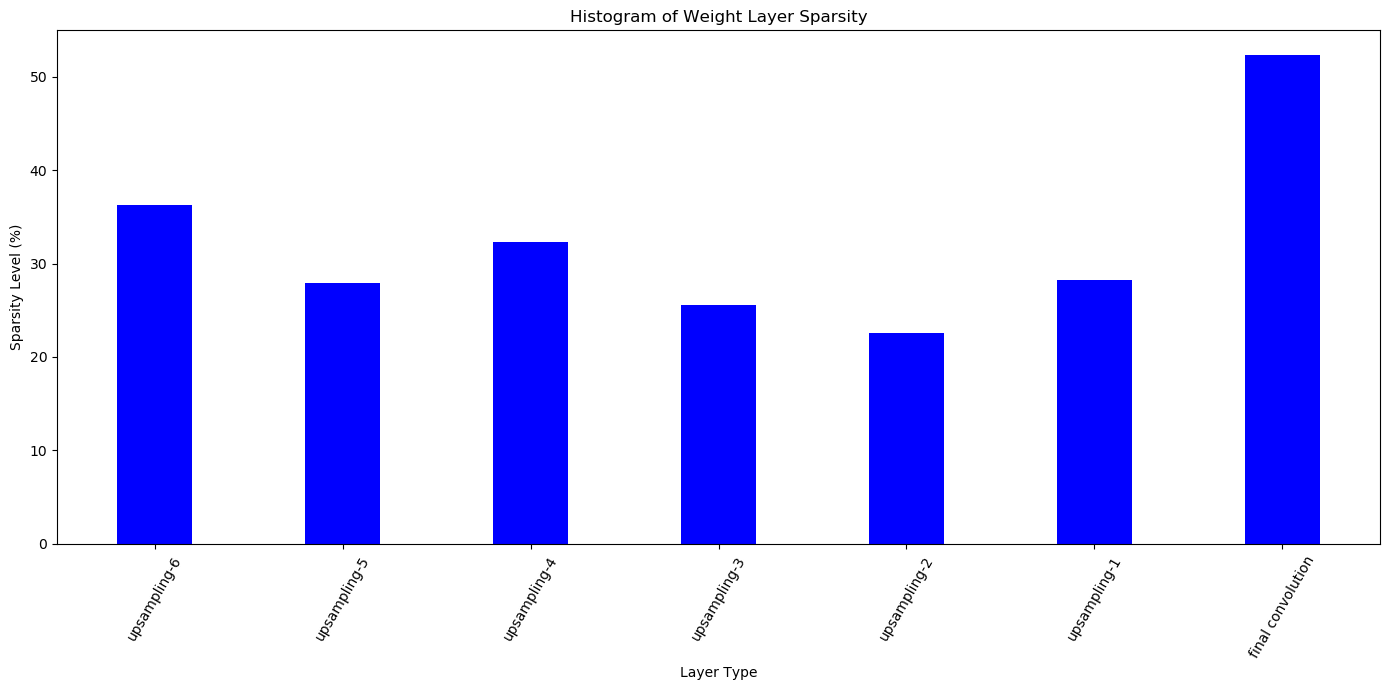 Histogram of Weight Layer Sparsity
Sparsity Level (%)
50
40
30
20
10
0
upsampling-6
upsampling-5
upsampling-4
upsampling-3
upsampling-2
upsampling-1
final convolution
Layer Type